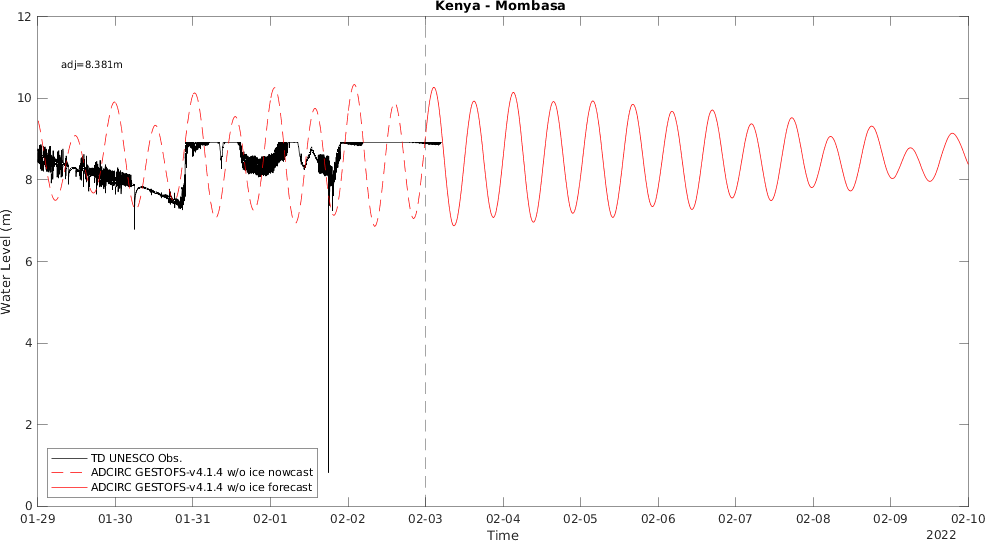 Kenya - Mombasa
12
adj=8.381m
10
8
6
4
2
0
Water Level (m)
TD UNESCO Obs.
ADCIRC GESTOFS-v4.1.4 w/o ice nowcast
ADCIRC GESTOFS-v4.1.4 w/o ice forecast
01-29 01-30 01-31 02-01 02-02 02-03 02-04 02-05 02-06 02-07 02-08 02-09 02-10
Time
2022